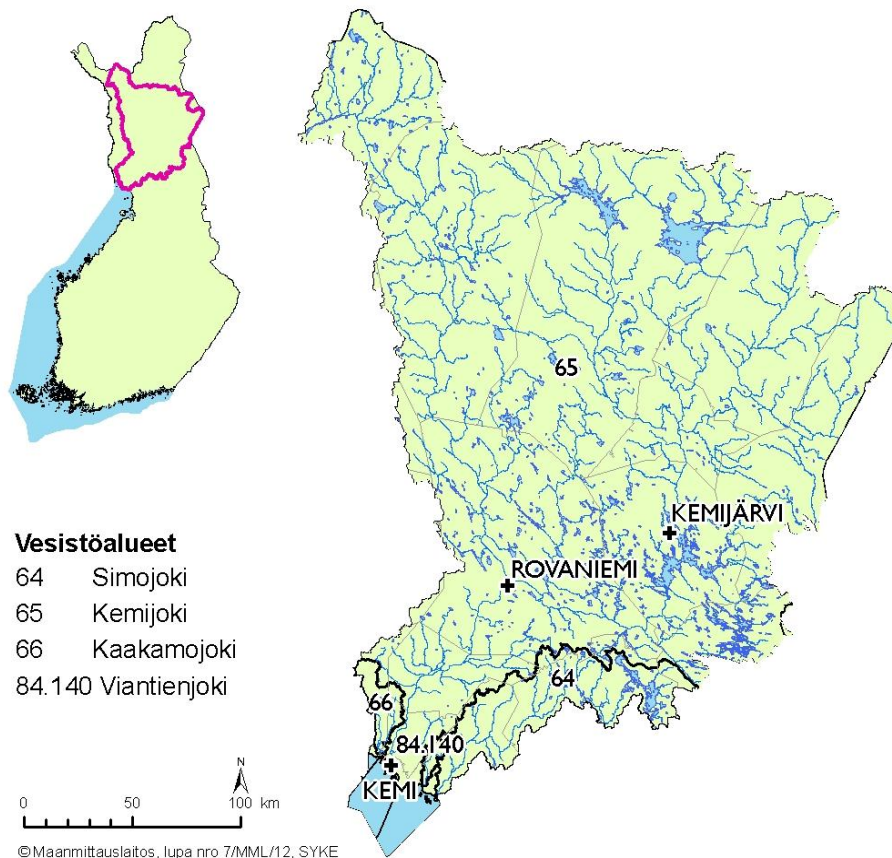 Vesistöalueet
64 Simojoki
65 Kemijoki
66 Kaakamojoki
84.140 Viantienjoki
N
0 50 100 km
©Maanmittauslaitos, lupa nro 7/MML/12, SYKE
65
KEMIJÄRVI
ROVANIEMI
64
66
84.140
KEMI